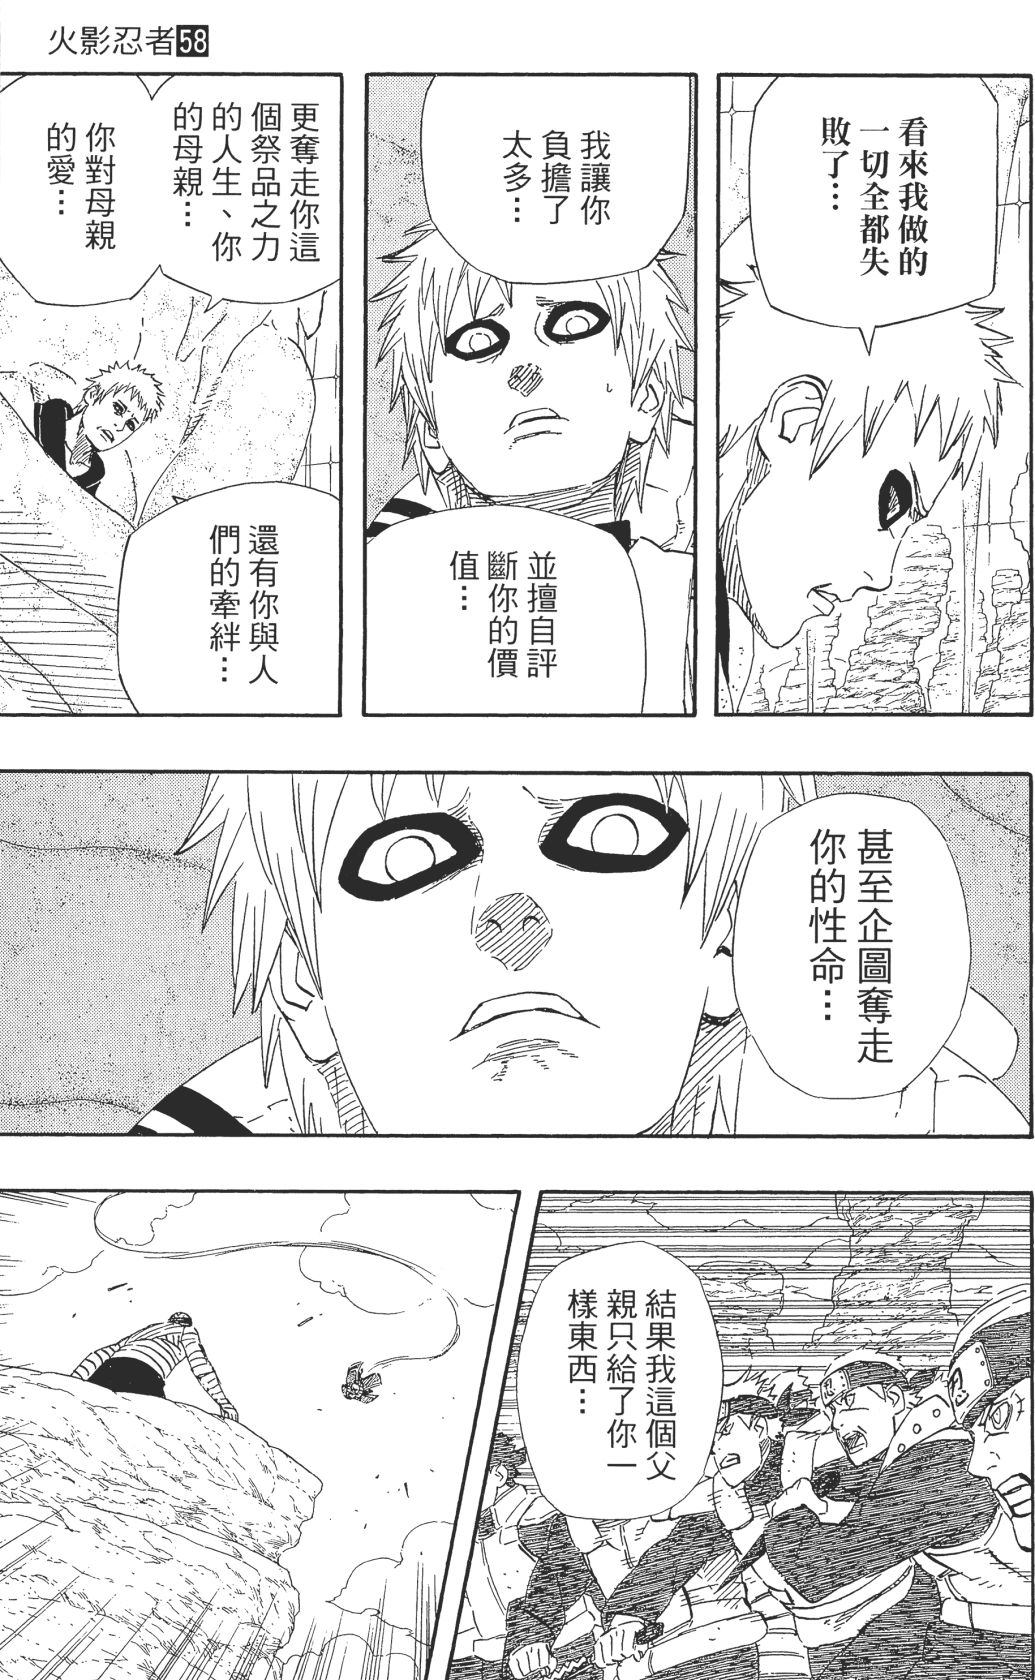 火影忍者58
看來我做的
一切全都失
敗了…
我讓你
負擔了
太多…
並擅自評
斷你的價
值…
更奪走你這
個祭品之力
的人生、你
的母親…
你對母親
的愛…
還有你與人
們的牽絆…
甚至企圖奪走
你的性命…
結果我這個父
親只給了你一
樣東西…